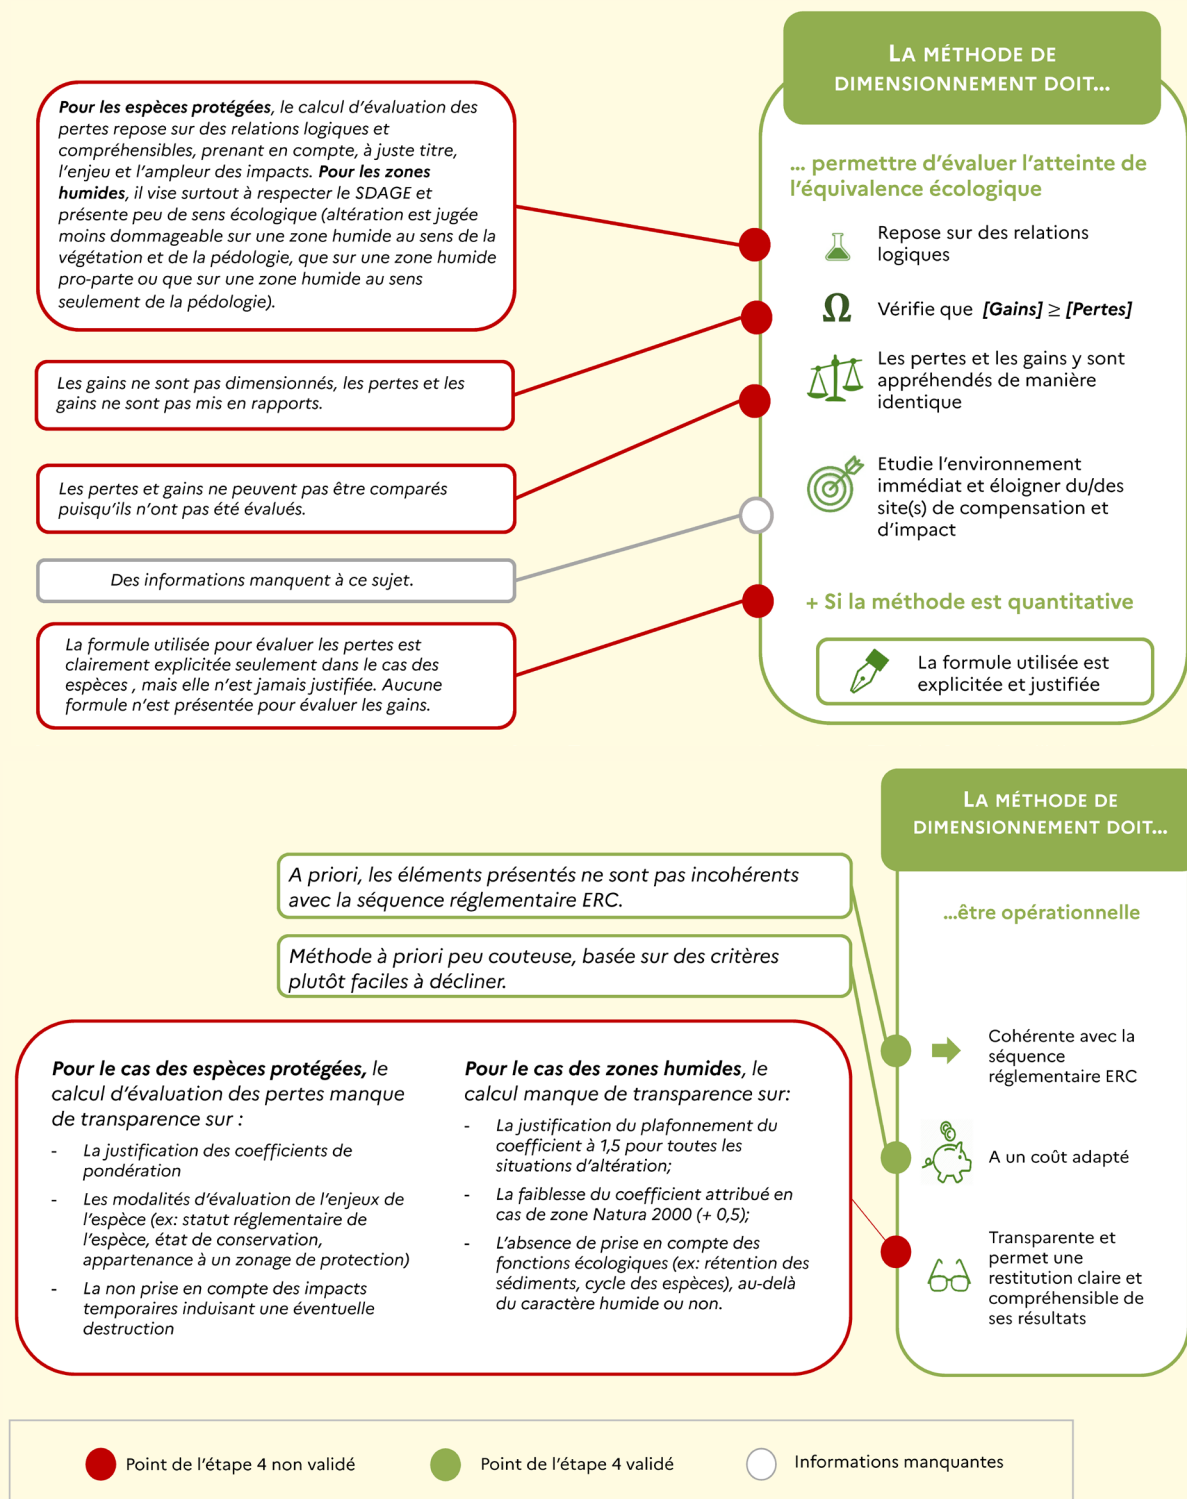 LA MÉTHODE DE
DIMENSIONNEMENT DOIT...
Pour les espèces protégées, le calcul d'évaluation des
pertes repose sur des relations logiques et
compréhensibles, prenant en compte, à juste titre,
l'enjeu et l'ampleur des impacts. Pour les zones
humides, il vise surtout à respecter le SDAGE et
présente peu de sens écologique (altération est jugée
moins dommageable sur une zone humide au sens de la
végétation et de la pédologie, que sur une zone humide
pro-parte ou que sur une zone humide au sens
seulement de la pédologie).
Les gains ne sont pas dimensionnés, les pertes et les
gains ne sont pas mis en rapports.
Les pertes et gains ne peuvent pas être comparés
puisqu'ils n'ont pas été évalués.
Des informations manquent à ce sujet.
La formule utilisée pour évaluer les pertes est
clairement explicitée seulement dans le cas des
espèces , mais elle n'est jamais justifiée. Aucune
formule n'est présentée pour évaluer les gains.
... permettre d'évaluer l'atteinte de
l'équivalence écologique
Repose sur des relations
logiques
Ω Vérifie que [Gains] ≥ [Pertes]
Les pertes et les gains y sont
appréhendés de manière
identique
Etudie l'environnement
immédiat et éloigner du/des
site(s) de compensation et
d'impact
+ Si la méthode est quantitative
La formule utilisée est
explicitée et justifiée
LA MÉTHODE DE
DIMENSIONNEMENT DOIT...
A priori, les éléments présentés ne sont pas incohérents
avec la séquence réglementaire ERC.
Méthode à priori peu couteuse, basée sur des critères
plutôt faciles à décliner.
Pour le cas des espèces protégées, le
calcul d'évaluation des pertes manque
de transparence sur :
- La justification des coefficients de
pondération
- Les modalités d'évaluation de l'enjeux de
l'espèce (ex: statut réglementaire de
l'espèce, état de conservation,
appartenance à un zonage de protection)
- La non prise en compte des impacts
temporaires induisant une éventuelle
destruction
Pour le cas des zones humides, le
calcul manque de transparence sur:
- La justification du plafonnement du
coefficient à 1,5 pour toutes les
situations d'altération;
- La faiblesse du coefficient attribué en
cas de zone Natura 2000 (+ 0,5);
- L'absence de prise en compte des
fonctions écologiques (ex: rétention des
sédiments, cycle des espèces), au-delà
du caractère humide ou non.
...être opérationnelle
Cohérente avec la
séquence
réglementaire ERC
A un coût adapté
Transparente et
permet une
restitution claire et
compréhensible de
ses résultats
Point de l'étape 4 non validé
Point de l'étape 4 validé
Informations manquantes